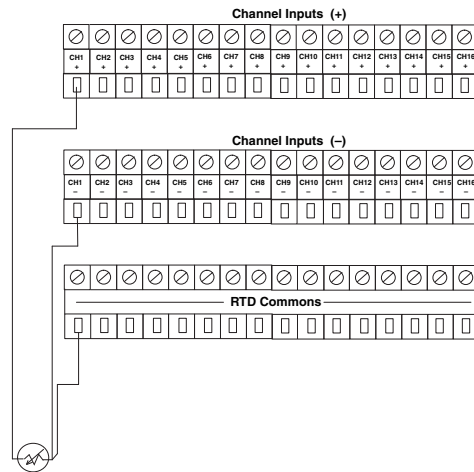 Channel Inputs (+)
CH1 CH2 CH3 CH4 CH5 CH6 CH7 CH8 CH9 CH10 CH11 CH12 CH13 CH14 CH15 CH16
+ + + + + + + + + + + + + + + +
Channel Inputs (–)
CH1 CH2 CH3 CH4 CH5 CH6 CH7 CH8 CH9 CH10 CH11 CH12 CH13 CH14 CH15 CH16
– – – – – – – – – – – – – – – –
RTD Commons